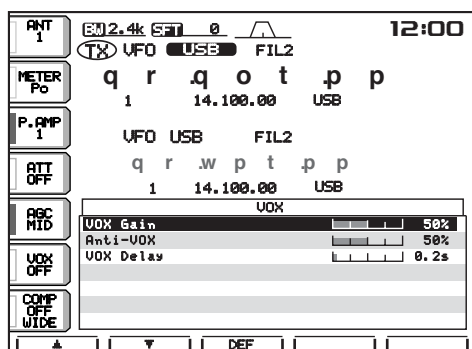 ANT
1
BW 2.4k SFT 0
12:00
TX VFO USB FIL2
METER
Po
q r .q o t .p p
1 14.100.00 USB
P.AMP
1
VFO USB FIL2
ATT
OFF
q r .w p t .p p
1 14.100.00 USB
AGC
MID
VOX
VOX Gain 50%
Anti-VOX 50%
VOX Delay 0.2s
VOX
OFF
COMP
OFF
WIDE
▲ ▼ DEF